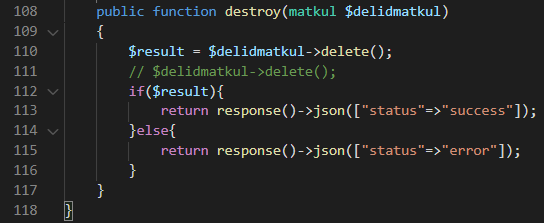 108 public function destroy(matkul $delidmatkul)
109 {
110 $result = $delidmatkul->delete();
111 // $delidmatkul->delete();
112 if($result){
113 return response()->json(["status"=>"success"]);
114 }else{
115 return response()->json(["status"=>"error"]);
116 }
117 }
118 }